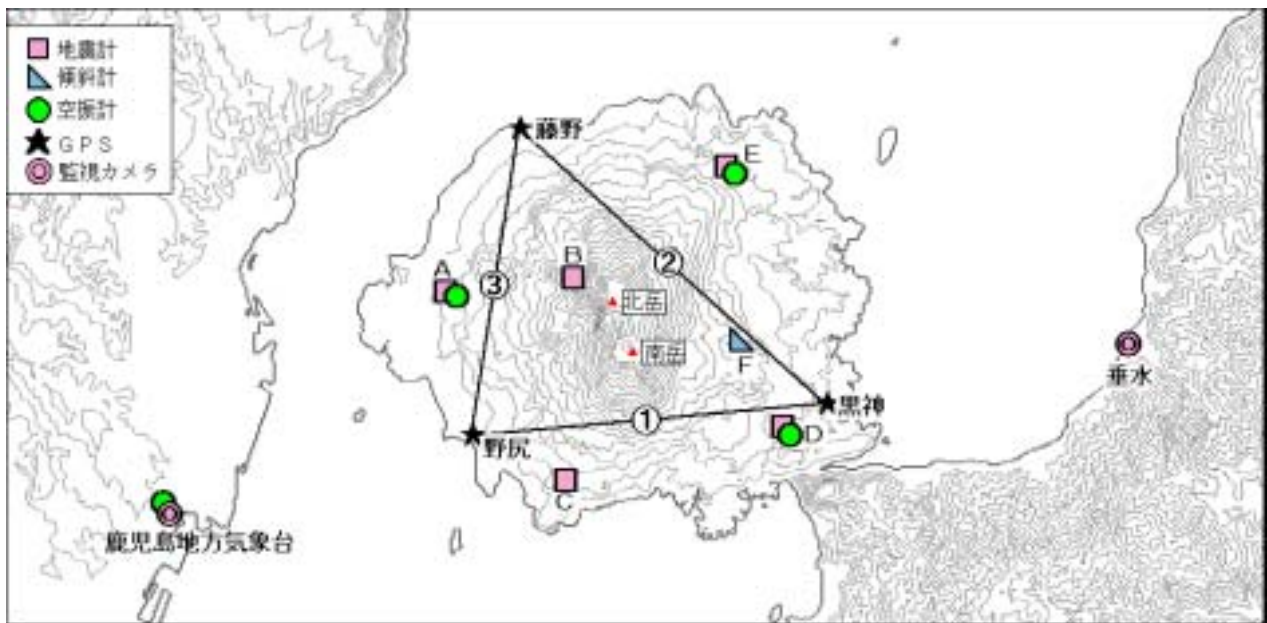 地震計
傾斜計
空振計
GPS
監視カメラ
藤野
E
B
②
A
③
北岳
南岳
F
垂水
黒神
①
D
野尻
C
鹿児島地方気象台